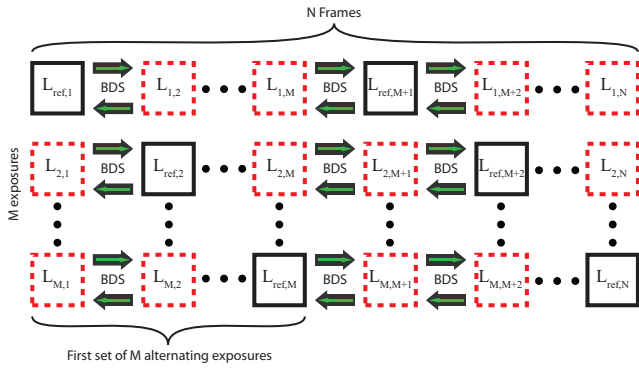 N Frames
L_ref,1 BDS L_1,2 L_1,M BDS L_ref,M+1 BDS L_1,M+2 L_1,N
M exposures
L_2,1 BDS L_ref,2 L_2,M BDS L_2,M+1 BDS L_ref,M+2 L_2,N
L_M,1 BDS L_M,2 L_ref,M BDS L_M,M+1 BDS L_M,M+2 L_ref,N
First set of M alternating exposures